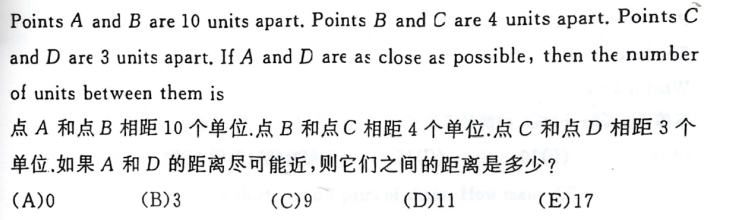 Points A and B are 10 units apart. Points B and C are 4 units apart. Points C
and D are 3 units apart. If A and D are as close as possible, then the number
of units between them is
点 A 和点 B 相距 10 个单位.点 B 和点 C 相距 4 个单位.点 C 和点 D 相距 3 个
单位.如果 A 和 D 的距离尽可能近,则它们之间的距离是多少?
(A)0 (B)3 (C)9 (D)11 (E)17